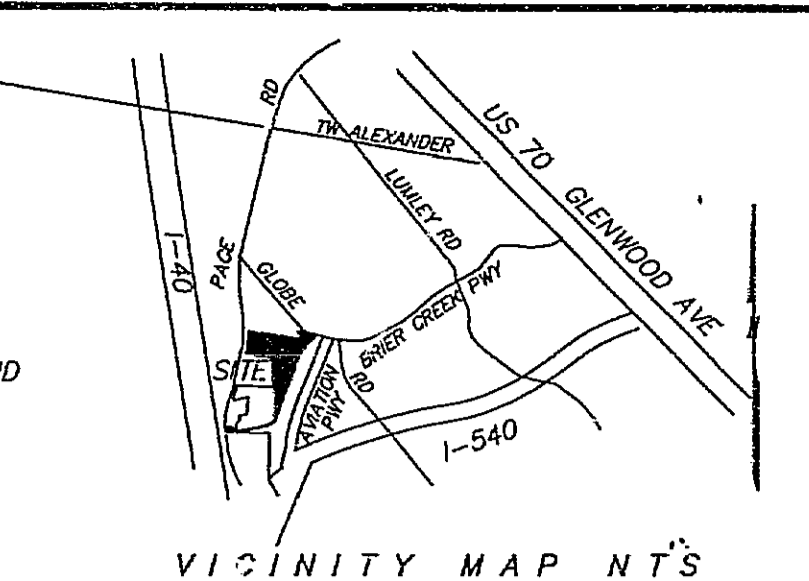 RD
TW ALEXANDER
US 70 GLENWOOD AVE
LUMLEY RD
I-40
PAGE
GLOBE
BRIER CREEK PWY
SITE
RD
AVIATION PWY
I-540
VICINITY MAP NTS